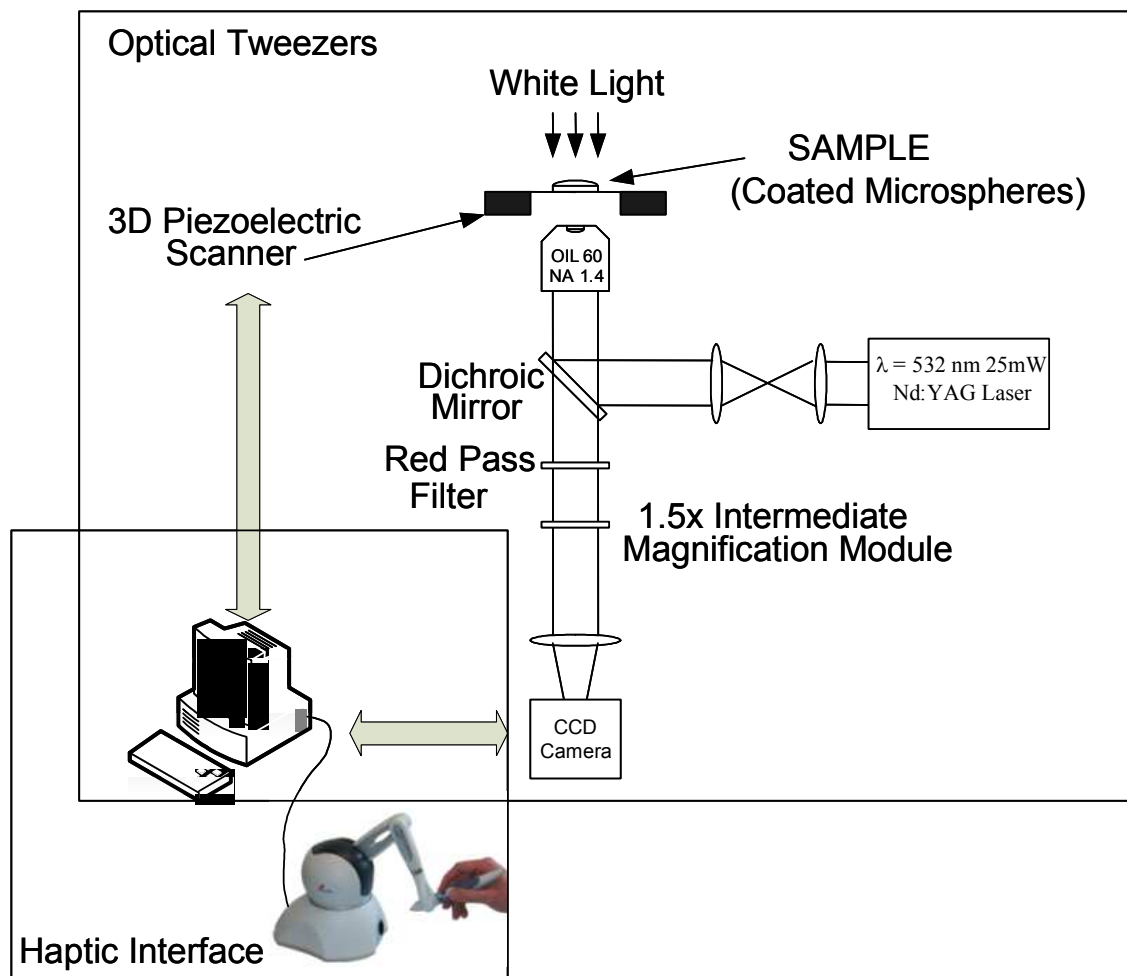 Optical Tweezers
White Light
SAMPLE
(Coated Microspheres)
3D Piezoelectric
Scanner
OIL 60
NA 1.4
λ = 532 nm 25mW
Nd:YAG Laser
Dichroic
Mirror
Red Pass
Filter
1.5x Intermediate
Magnification Module
CCD
Camera
Haptic Interface